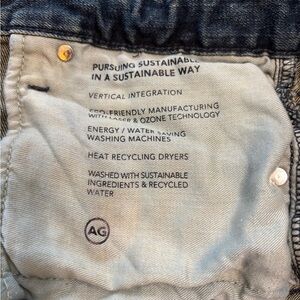 PURSUING SUSTAINABLE
IN A SUSTAINABLE WAY
VERTICAL INTEGRATION
ECO-FRIENDLY MANUFACTURING
WITH LASER & OZONE TECHNOLOGY
ENERGY / WATER SAVING
WASHING MACHINES
HEAT RECYCLING DRYERS
WASHED WITH SUSTAINABLE
INGREDIENTS & RECYCLED
WATER
AG